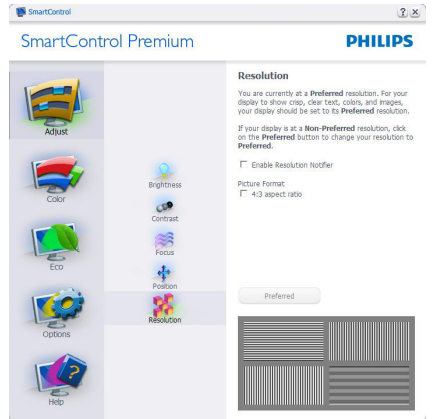 SmartControl
? ×
SmartControl Premium
PHILIPS
Adjust
Color
Eco
Options
Help
Brightness
Contrast
Focus
Position
Resolution
Resolution
You are currently at a Preferred resolution. For your
display to show crisp, clear text, colors, and images,
your display should be set to its Preferred resolution.
If your display is at a Non-Preferred resolution, click
on the Preferred button to change your resolution to
Preferred.
Enable Resolution Notifier
Picture Format
4:3 aspect ratio
Preferred